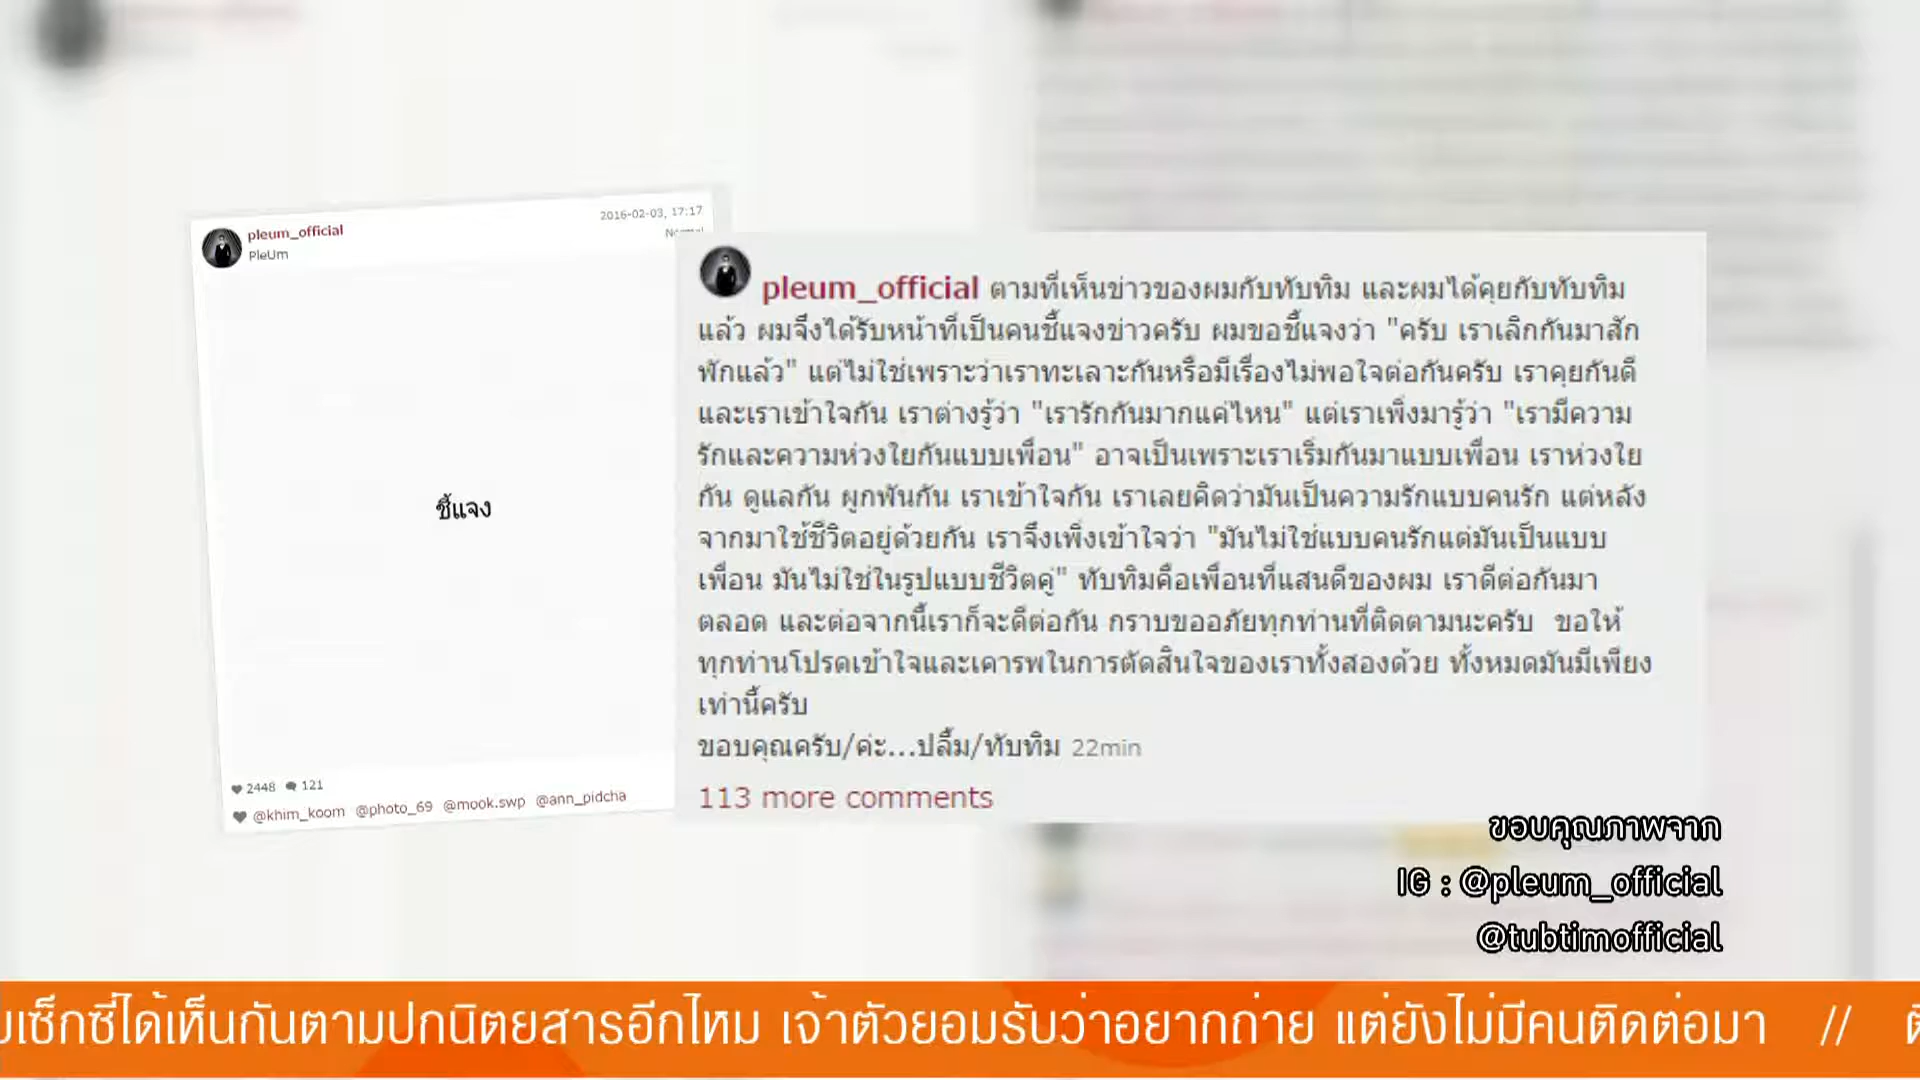 pleum_official
PleUm
2016-02-03, 17:17
ชี้แจง
2448 121
@khim_koom @photo_69 @mook.swp @ann_pidcha
pleum_official ตามที่เห็นข่าวของผมกับทับทิม และผมได้คุยกับทับทิม
แล้ว ผมจึงได้รับหน้าที่เป็นคนชี้แจงข่าวครับ ผมขอชี้แจงว่า "ครับ เราเลิกกันมาสัก
พักแล้ว" แต่ไม่ใช่เพราะว่าเราทะเลาะกันหรือมีเรื่องไม่พอใจต่อกันครับ เราคุยกันดี
และเราเข้าใจกัน เราต่างรู้ว่า "เรารักกันมากแค่ไหน" แต่เราเพิ่งมารู้ว่า "เรามีความ
รักและความห่วงใยกันแบบเพื่อน" อาจเป็นเพราะเราเริ่มกันมาแบบเพื่อน เราห่วงใย
กัน ดูแลกัน ผูกพันกัน เราเข้าใจกัน เราเลยคิดว่ามันเป็นความรักแบบคนรัก แต่หลัง
จากมาใช้ชีวิตอยู่ด้วยกัน เราจึงเพิ่งเข้าใจว่า "มันไม่ใช่แบบคนรักแต่มันเป็นแบบ
เพื่อน มันไม่ใช่ในรูปแบบชีวิตคู่" ทับทิมคือเพื่อนที่แสนดีของผม เราดีต่อกันมา
ตลอด และต่อจากนี้เราก็จะดีต่อกัน กราบขออภัยทุกท่านที่ติดตามนะครับ ขอให้
ทุกท่านโปรดเข้าใจและเคารพในการตัดสินใจของเราทั้งสองด้วย ทั้งหมดมันมีเพียง
เท่านี้ครับ
ขอบคุณครับ/ค่ะ...ปลื้ม/ทับทิม 22min
113 more comments
ขอบคุณภาพจาก
IG : @pleum_official
@tubtimofficial
เซ็กซี่ได้เห็นกันตามปกนิตยสารอีกไหม เจ้าตัวยอมรับว่าอยากถ่าย แต่ยังไม่มีคนติดต่อมา //